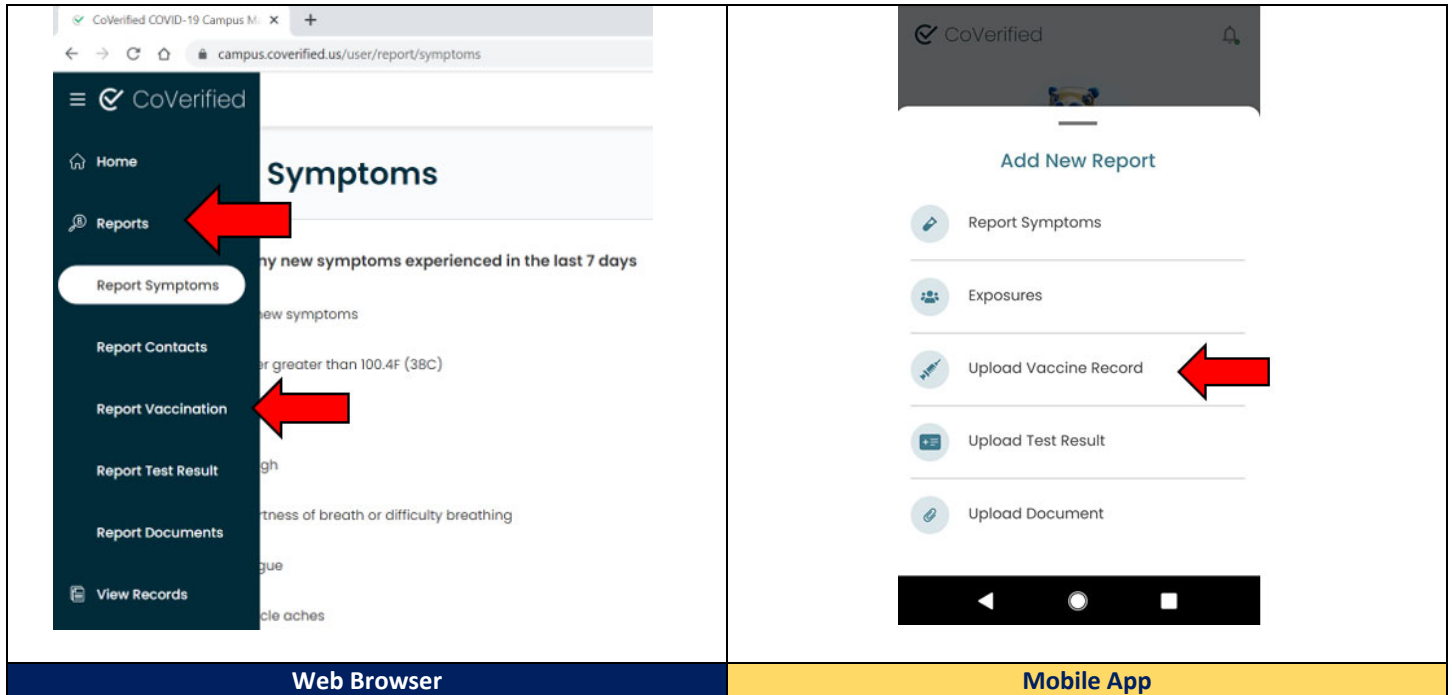 CoVerified COVID-19 Campus M
campus.coverified.us/user/report/symptoms
CoVerified
Home
Reports
Report Symptoms
Report Contacts
Report Vaccination
Report Test Result
Report Documents
View Records
Symptoms
ny new symptoms experienced in the last 7 days
new symptoms
er greater than 100.4F (38C)
gh
rtness of breath or difficulty breathing
gue
cle aches
Web Browser
CoVerified
Add New Report
Report Symptoms
Exposures
Upload Vaccine Record
Upload Test Result
Upload Document
Mobile App